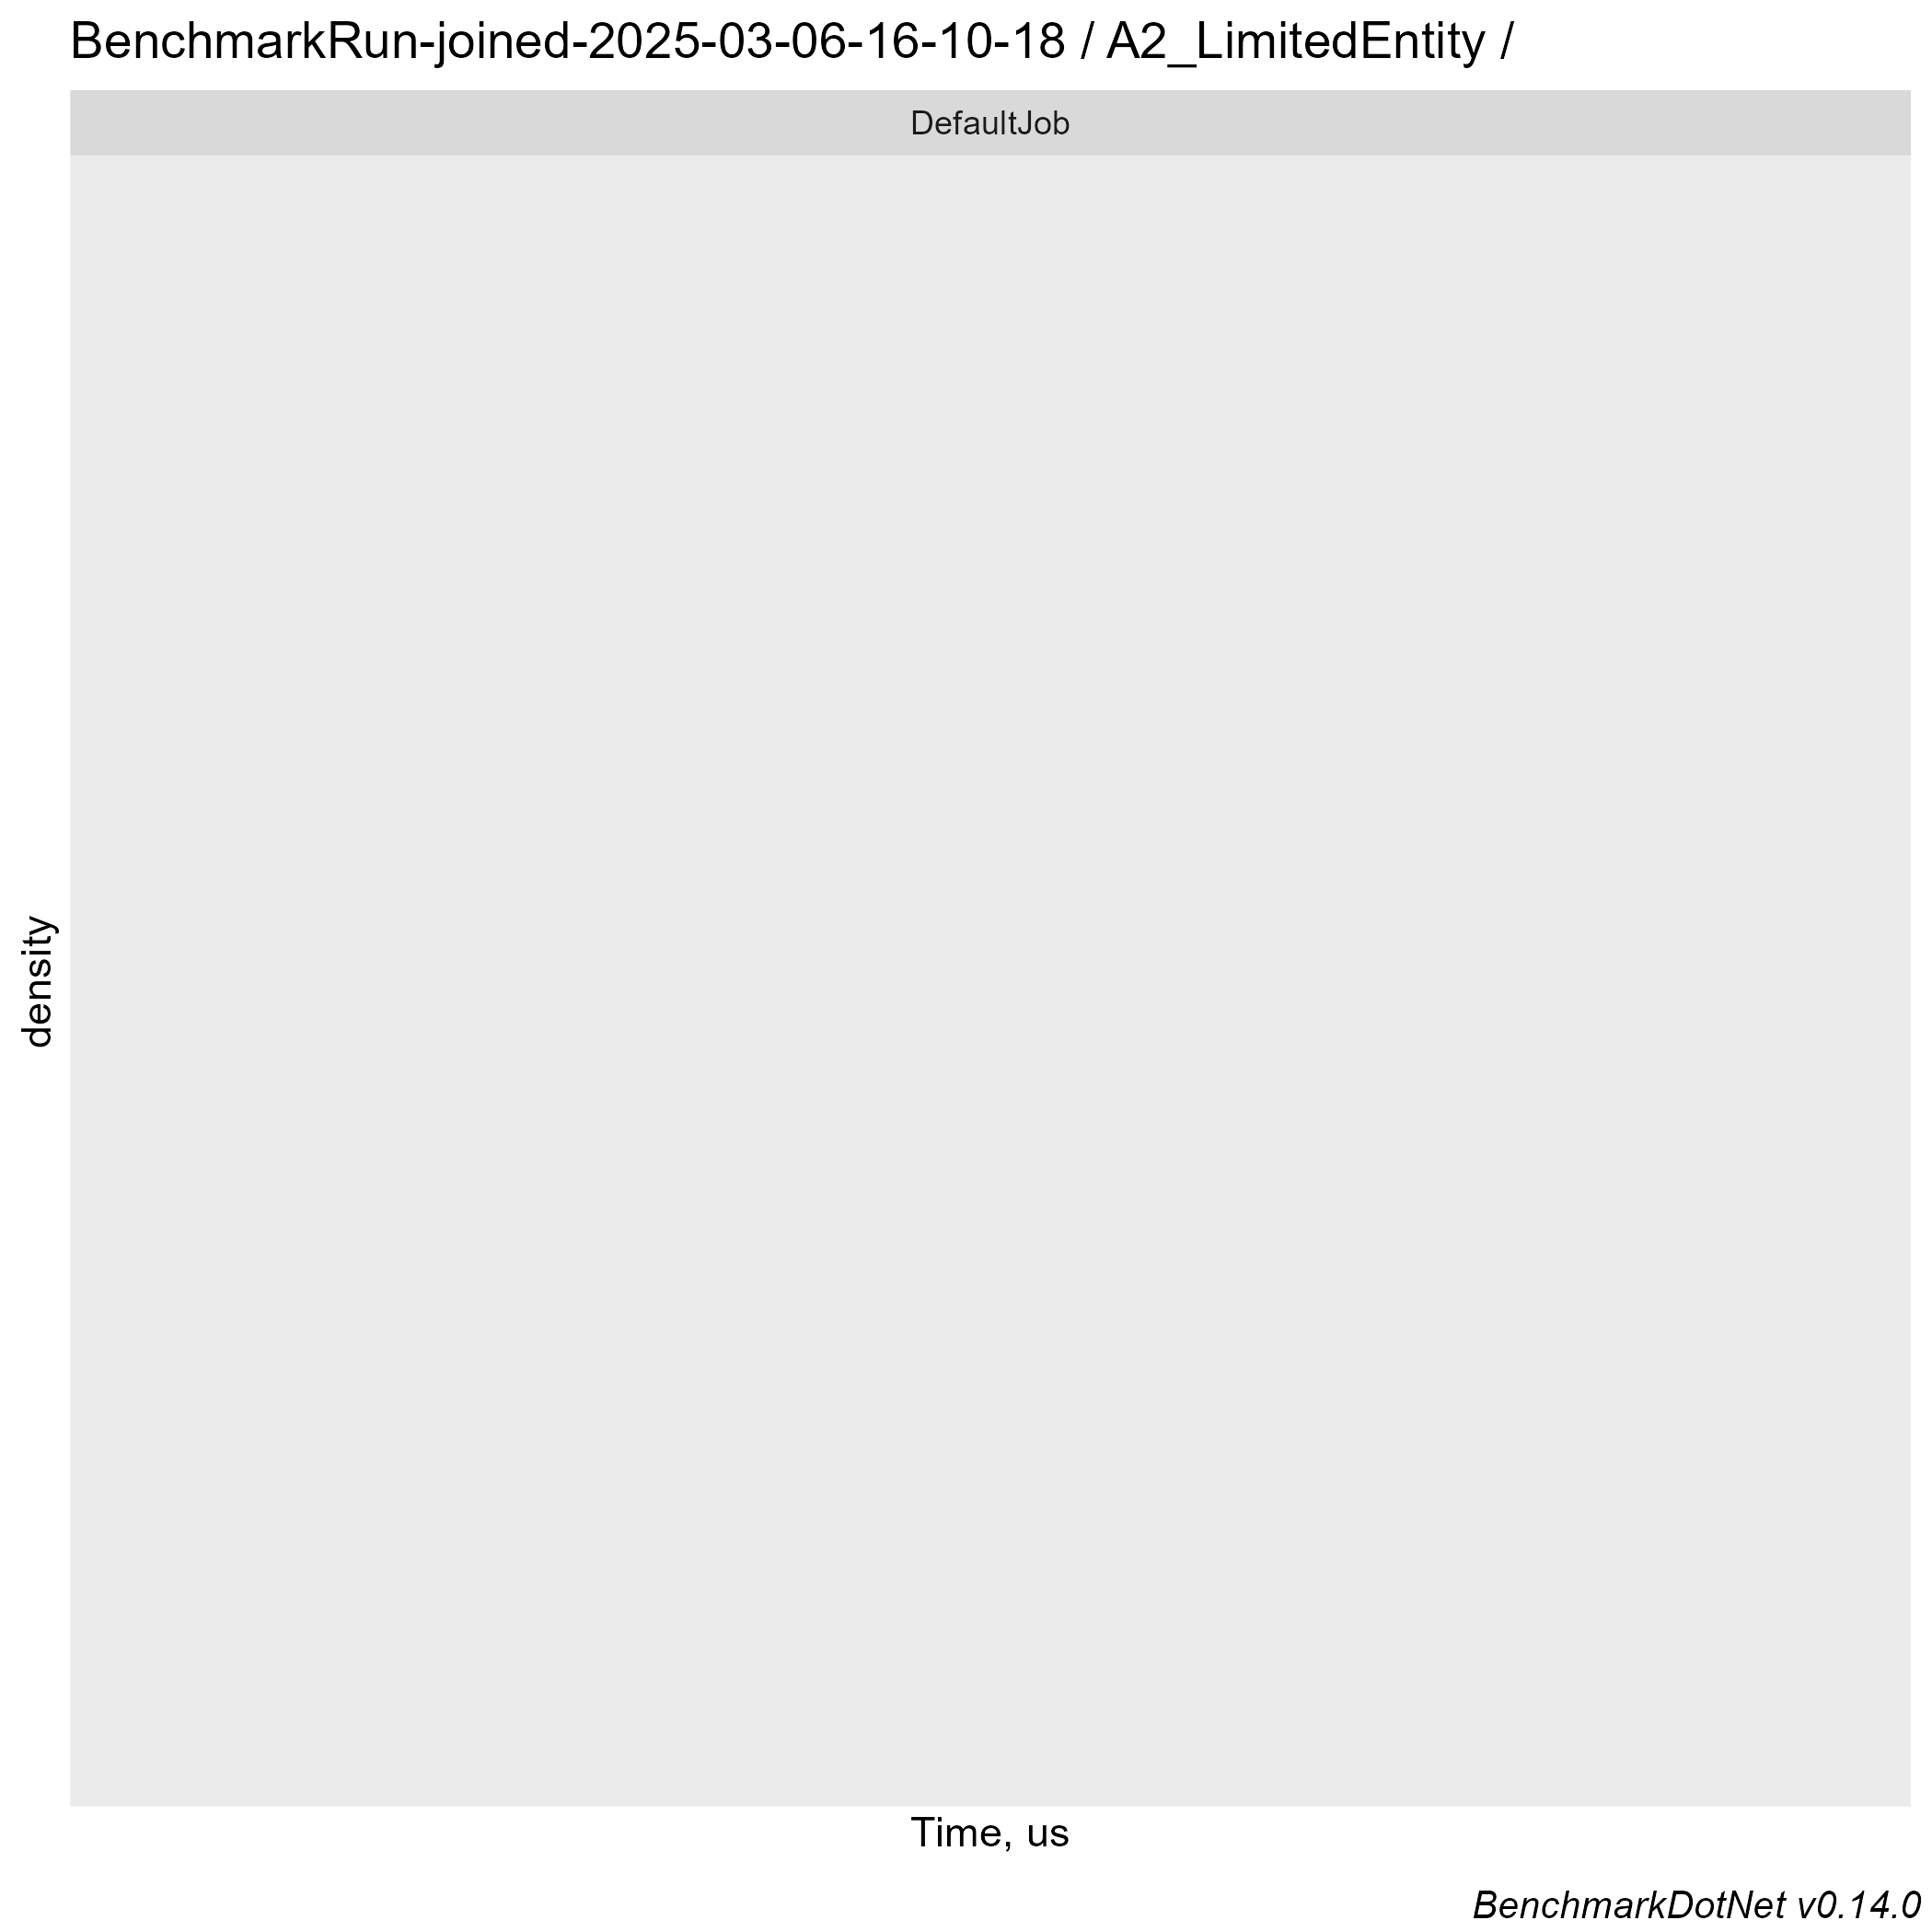 BenchmarkRun-joined-2025-03-06-16-10-18 / A2_LimitedEntity /
DefaultJob
density
Time, us
BenchmarkDotNet v0.14.0